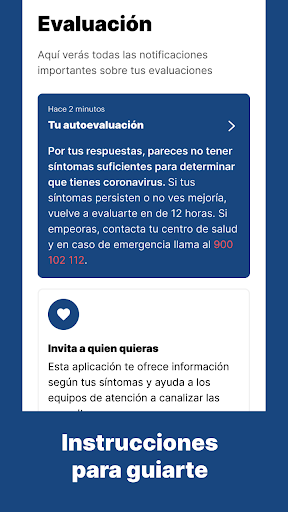 Evaluación
Aquí verás todas las notificaciones
importantes sobre tus evaluaciones
Hace 2 minutos
Tu autoevaluación
Por tus respuestas, pareces no tener
síntomas suficientes para determinar
que tienes coronavirus. Si tus
síntomas persisten o no ves mejoría,
vuelve a evaluarte en de 12 horas. Si
empeoras, contacta tu centro de salud
y en caso de emergencia llama al 900
102 112.
Invita a quien quieras
Esta aplicación te ofrece información
según tus síntomas y ayuda a los
equipos de atención a canalizar las
Instrucciones
para guiarte